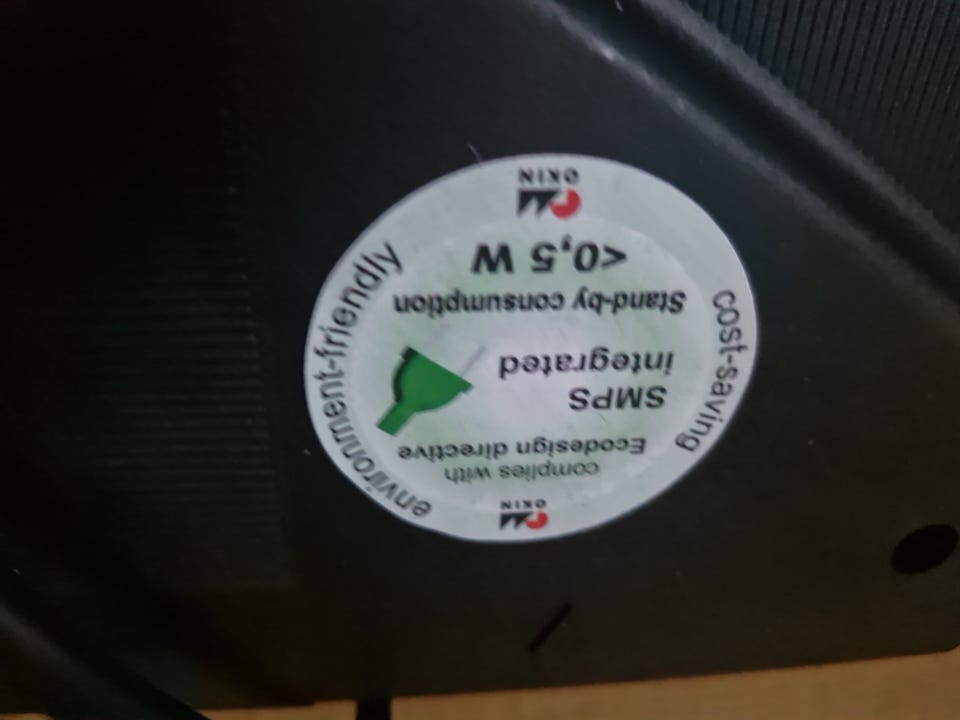 OKIN
complies with
Ecodesign directive
SMPS
integrated
Stand-by consumption
<0,5 W
OKIN
cost-saving
environment-friendly